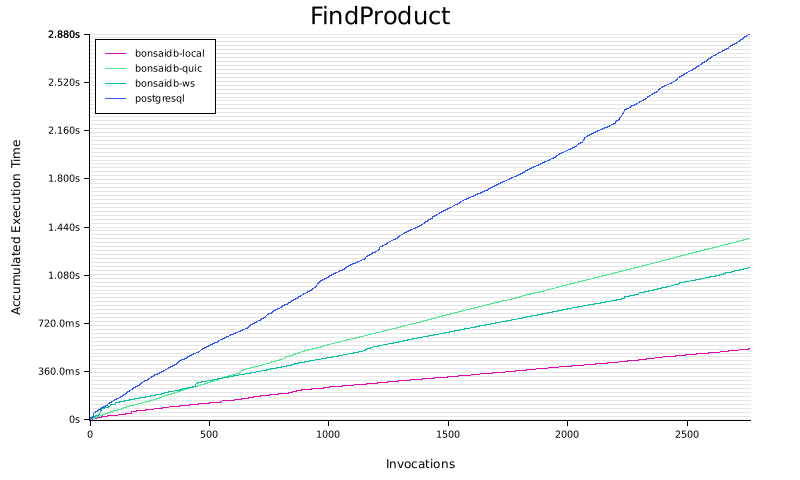 FindProduct
2.880s
2.520s
2.160s
1.800s
1.440s
1.080s
720.0ms
360.0ms
0s
bonsaidb-local
bonsaidb-quic
bonsaidb-ws
postgresql
Accumulated Execution Time
0 500 1000 1500 2000 2500
Invocations